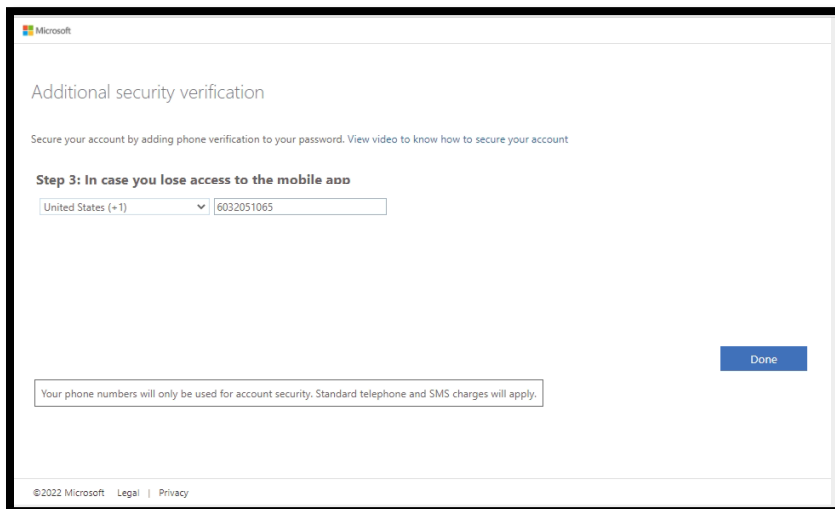 Microsoft
Additional security verification
Secure your account by adding phone verification to your password. View video to know how to secure your account
Step 3: In case you lose access to the mobile app
United States (+1) 6032051065
Done
Your phone numbers will only be used for account security. Standard telephone and SMS charges will apply.
©2022 Microsoft Legal | Privacy